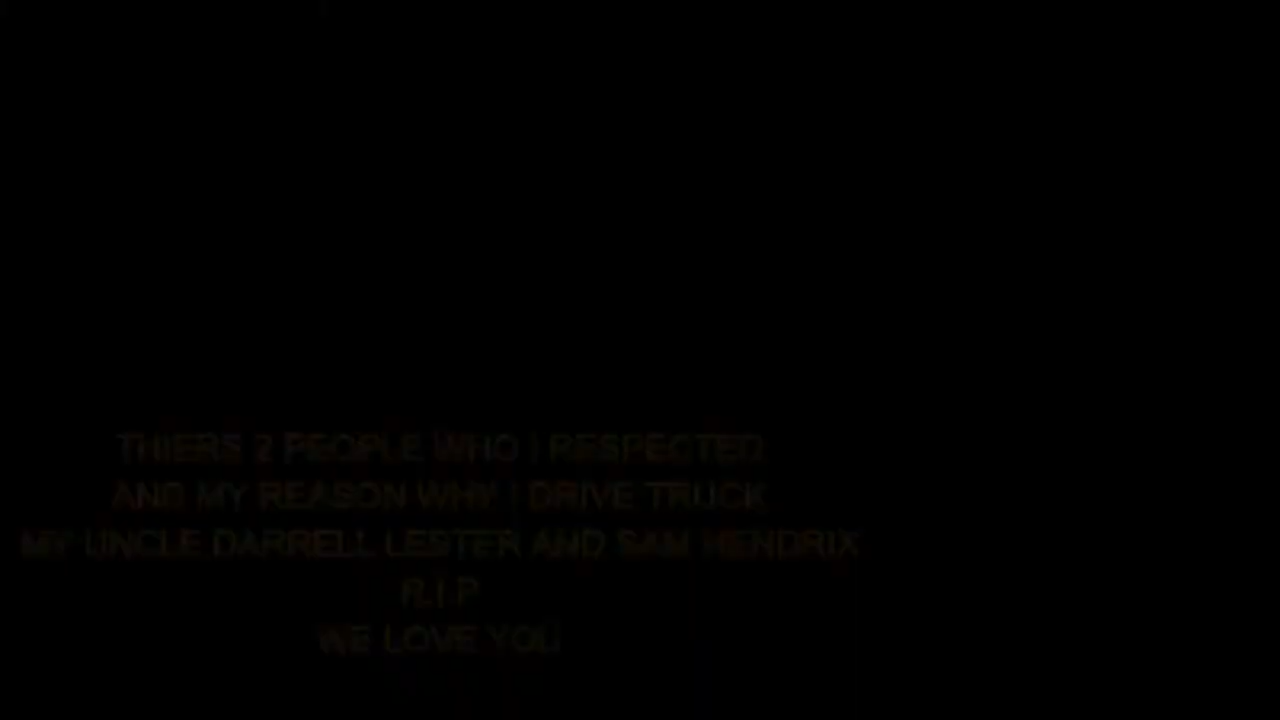 THIERS 2 PEOPLE WHO I RESPECTED
AND MY REASON WHY I DRIVE TRUCK
MY UNCLE DARRELL LESTER AND SAM HENDRIX
R.I.P.
WE LOVE YOU